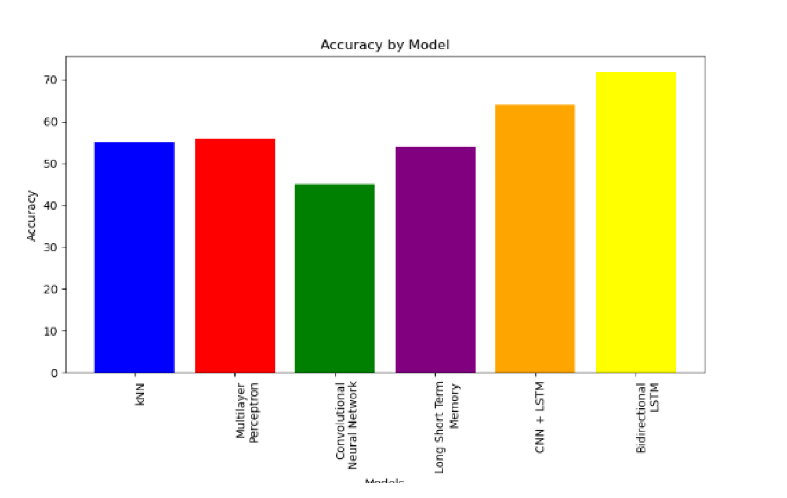 Accuracy by Model
Accuracy
70
60
50
40
30
20
10
0
kNN
Multilayer
Perceptron
Convolutional
Neural Network
Long Short Term
Memory
CNN + LSTM
Bidirectional
LSTM
Models